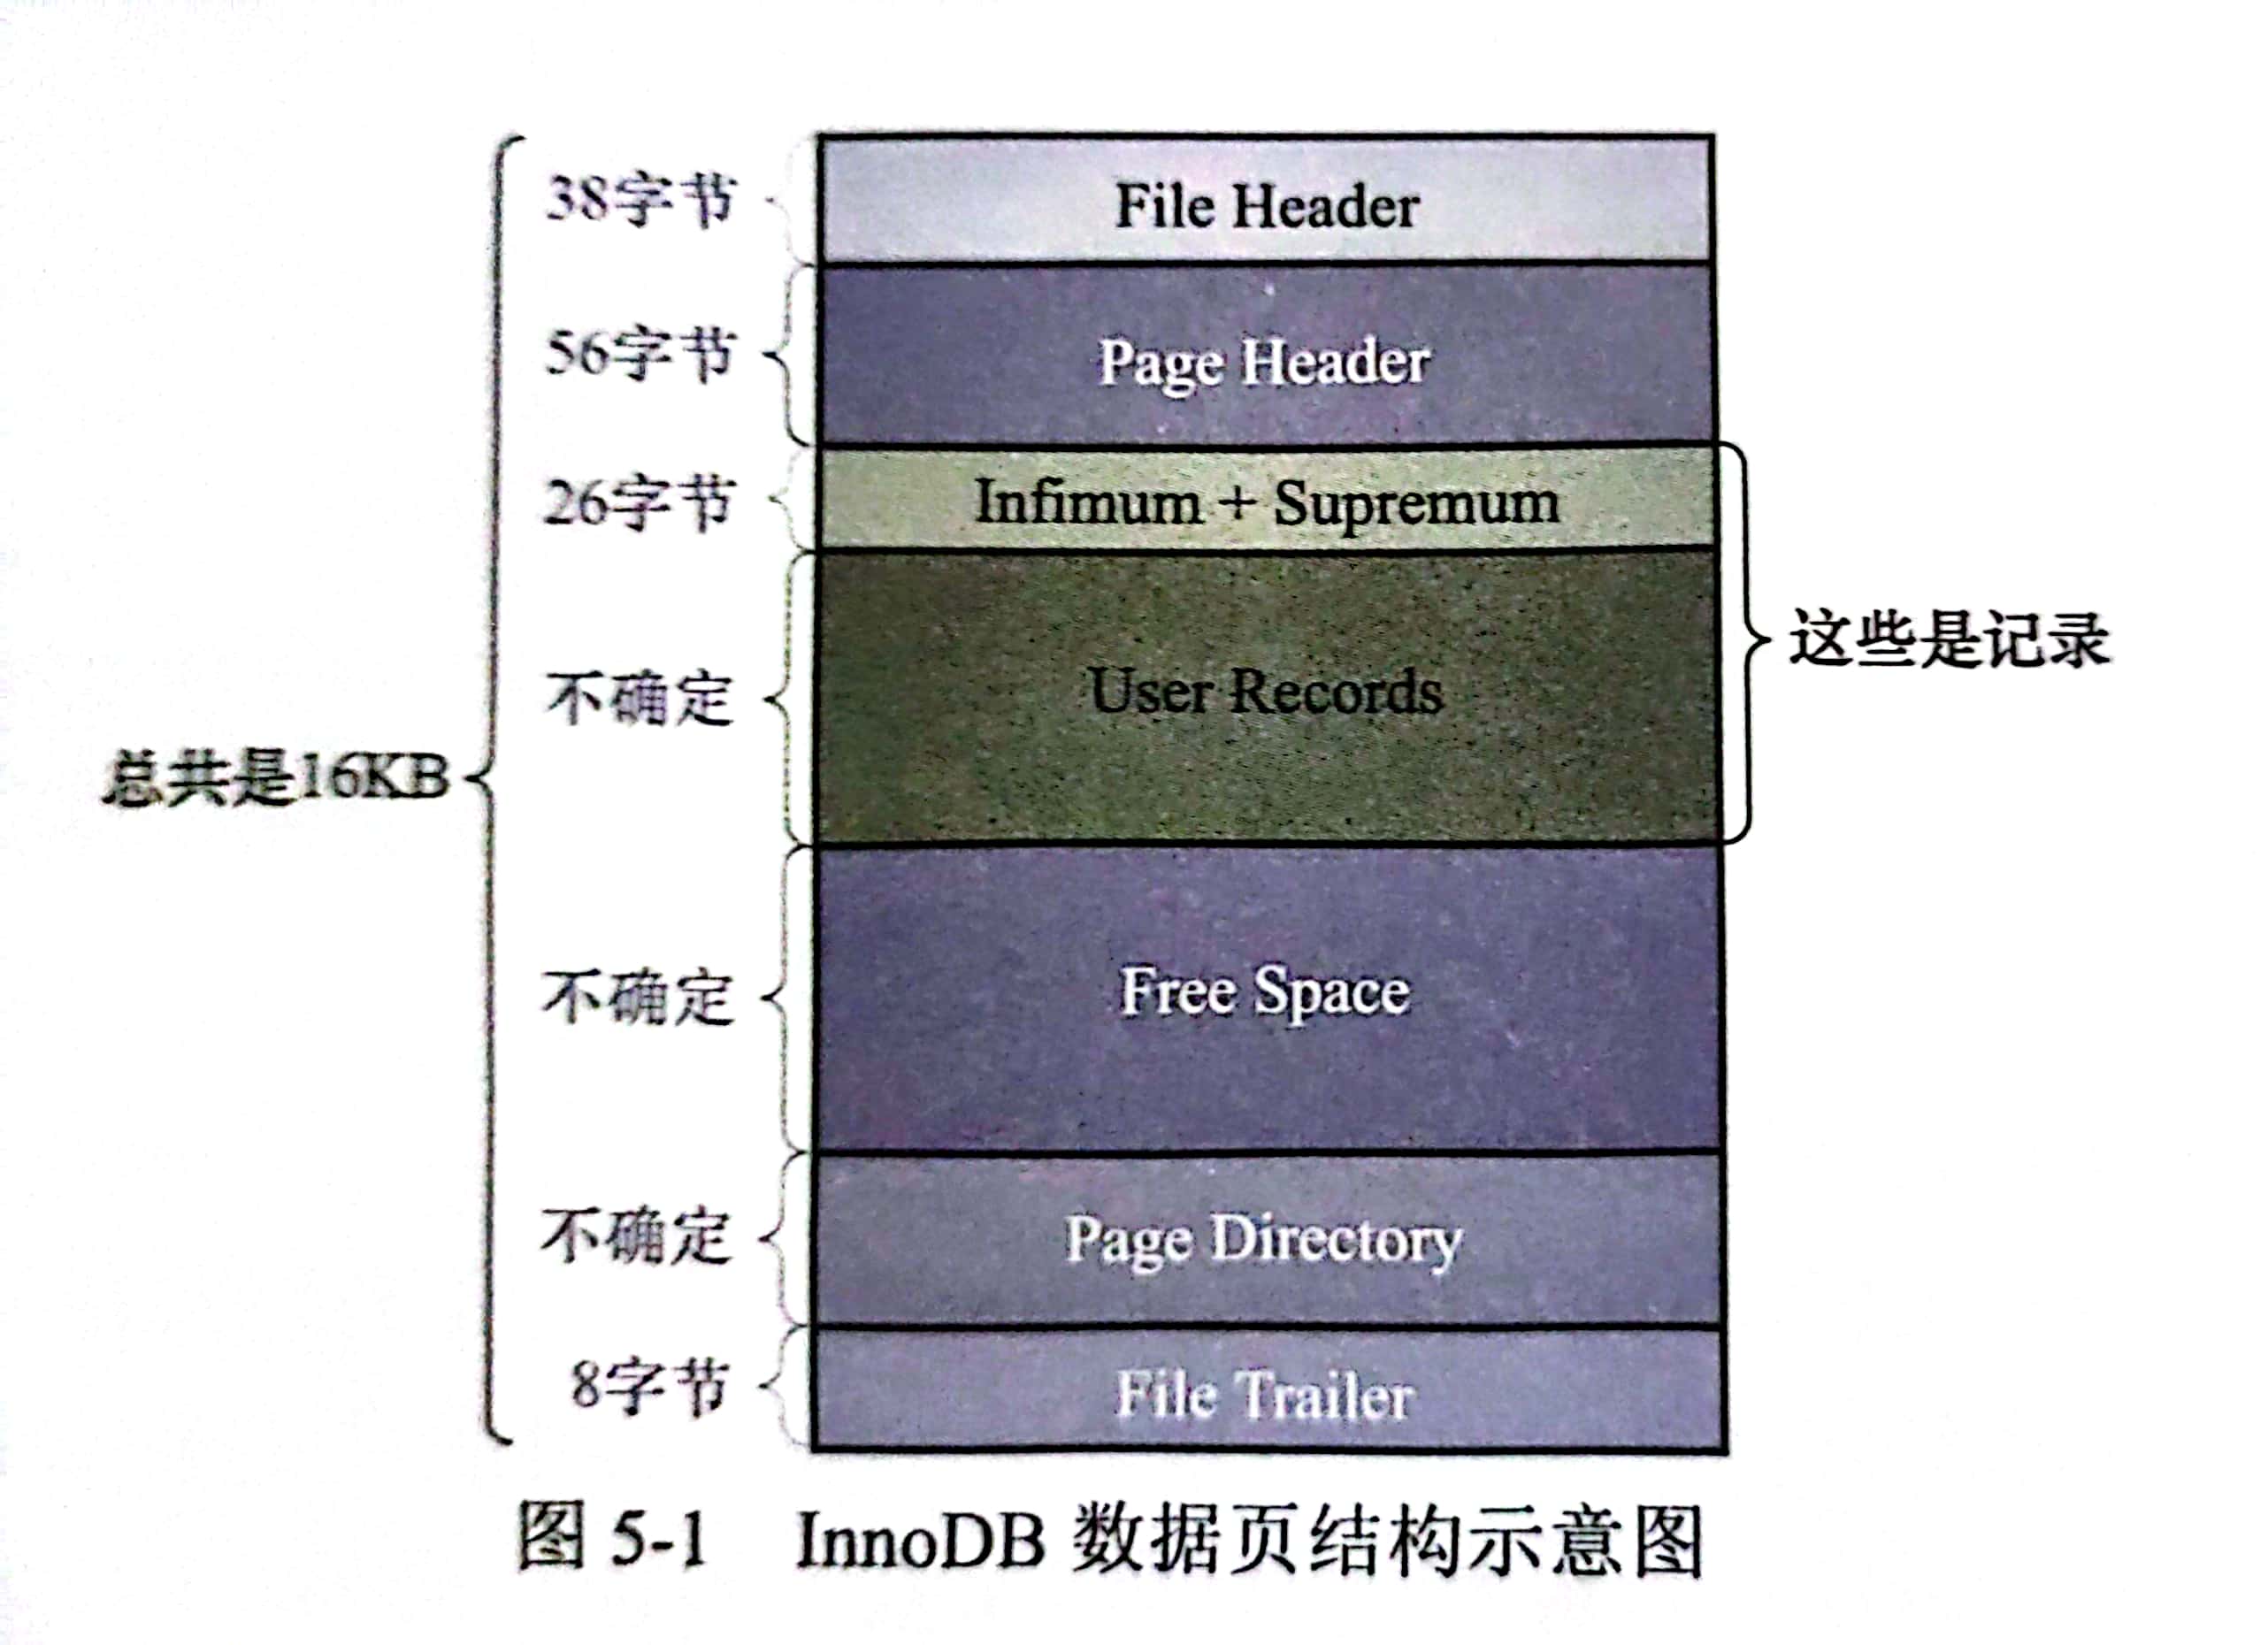 38字节
File Header
56字节
Page Header
26字节
Infimum + Supremum
不确定
User Records
这些是记录
总共是16KB
不确定
Free Space
不确定
Page Directory
8字节
File Trailer
图 5-1 InnoDB 数据页结构示意图